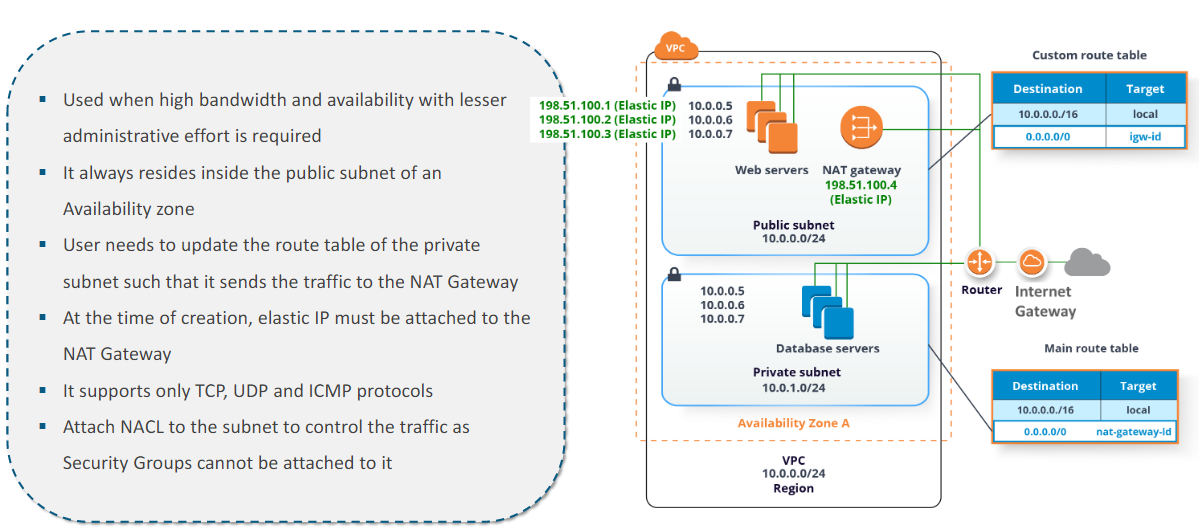 ▪ Used when high bandwidth and availability with lesser
administrative effort is required
▪ It always resides inside the public subnet of an
Availability zone
▪ User needs to update the route table of the private
subnet such that it sends the traffic to the NAT Gateway
▪ At the time of creation, elastic IP must be attached to the
NAT Gateway
▪ It supports only TCP, UDP and ICMP protocols
▪ Attach NACL to the subnet to control the traffic as
Security Groups cannot be attached to it
VPC
198.51.100.1 (Elastic IP) 10.0.0.5
198.51.100.2 (Elastic IP) 10.0.0.6
198.51.100.3 (Elastic IP) 10.0.0.7
Web servers
NAT gateway
198.51.100.4
(Elastic IP)
Public subnet
10.0.0.0/24
10.0.0.5
10.0.0.6
10.0.0.7
Database servers
Private subnet
10.0.1.0/24
Availability Zone A
VPC
10.0.0.0/24
Region
Custom route table
Destination Target
10.0.0.0./16 local
0.0.0.0/0 igw-id
Router
Internet
Gateway
Main route table
Destination Target
10.0.0.0./16 local
0.0.0.0/0 nat-gateway-id